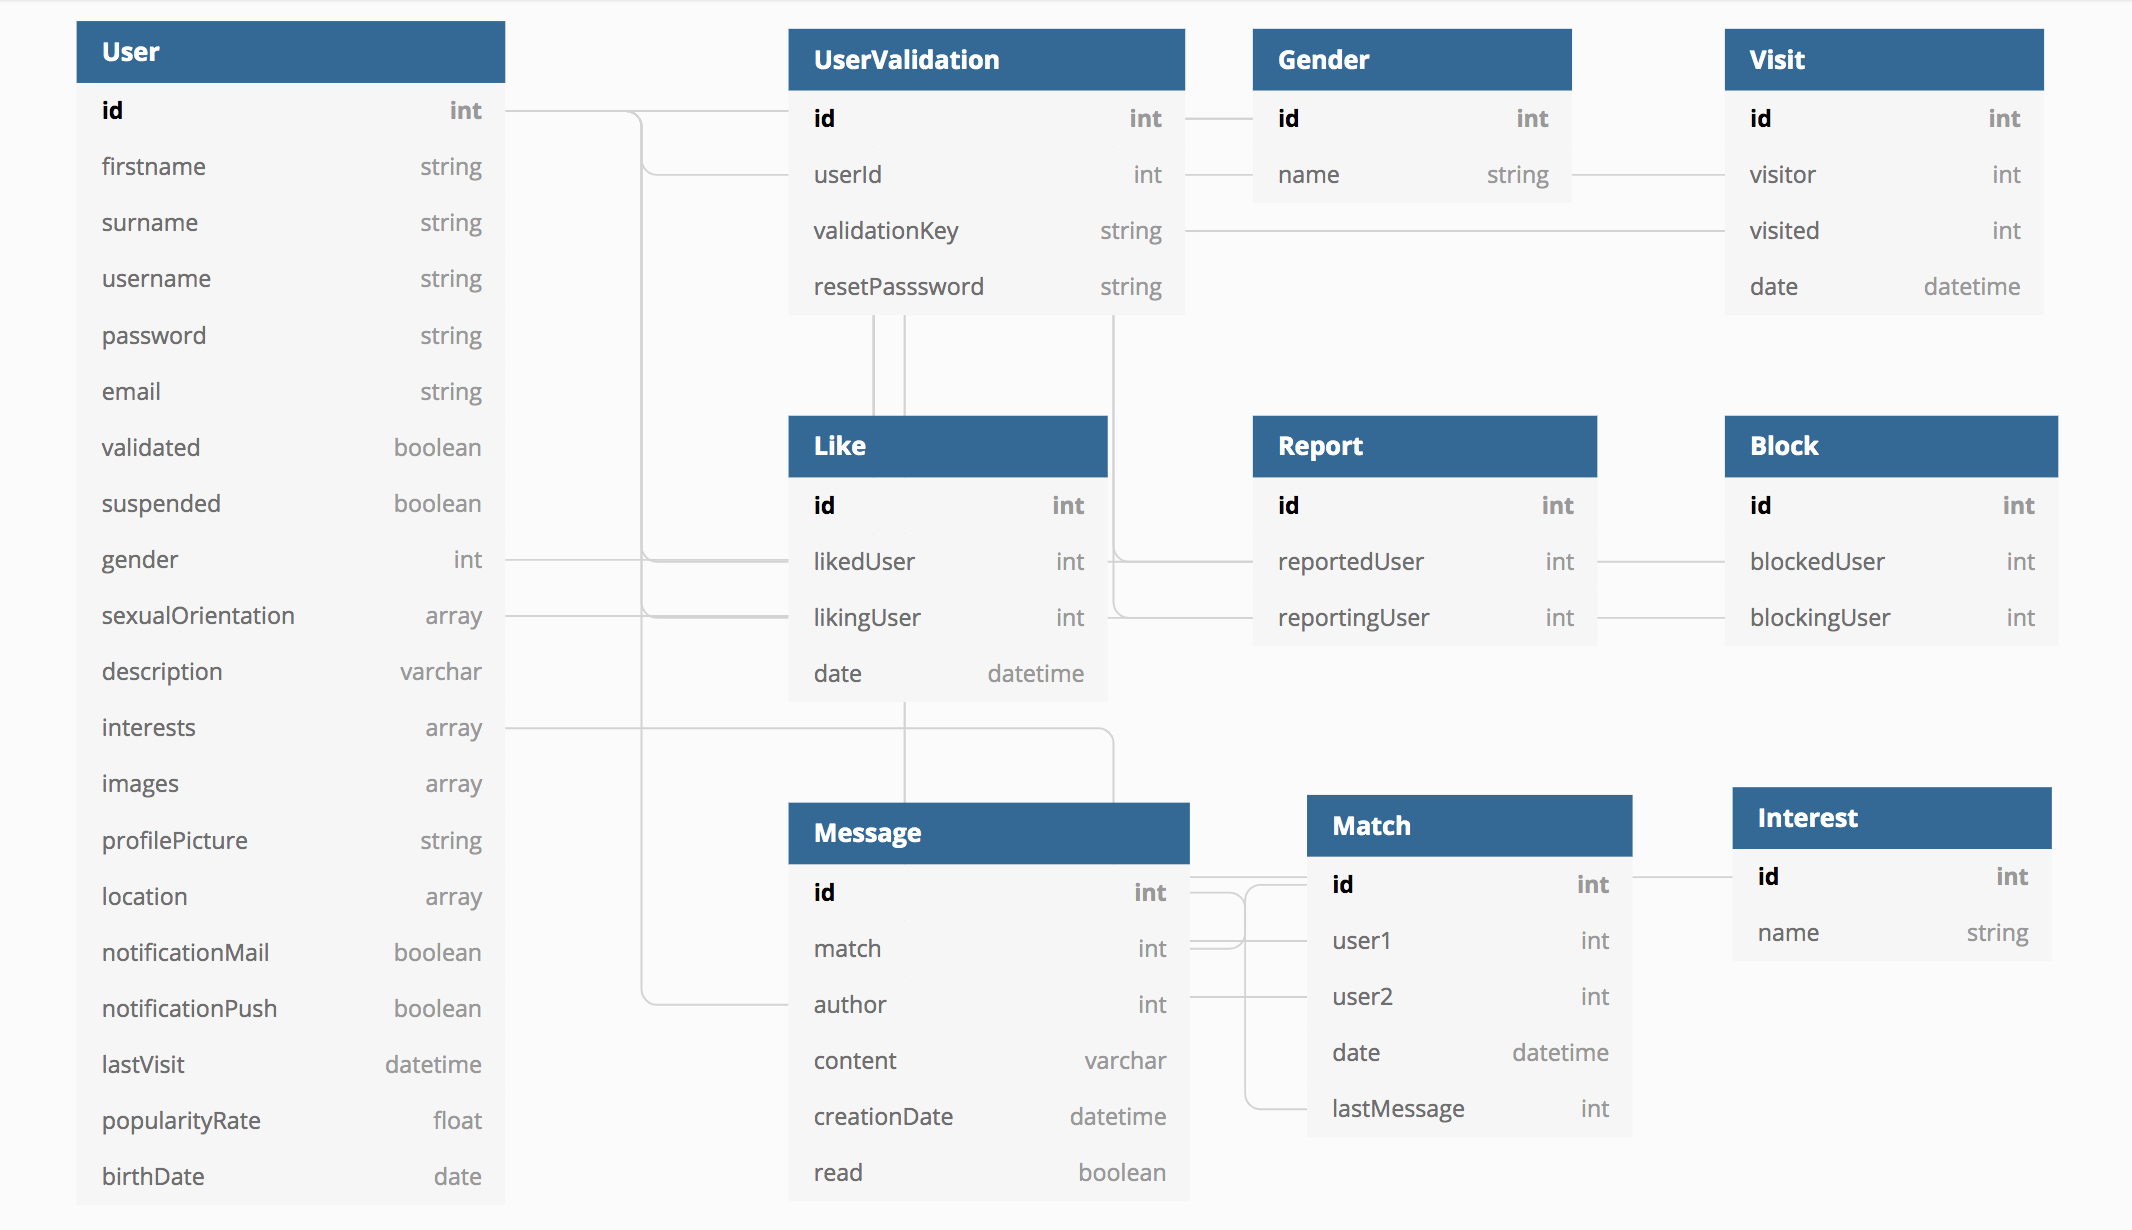 User
id int
firstname string
surname string
username string
password string
email string
validated boolean
suspended boolean
gender int
sexualOrientation array
description varchar
interests array
images array
profilePicture string
location array
notificationMail boolean
notificationPush boolean
lastVisit datetime
popularityRate float
birthDate date
UserValidation
id int
userId int
validationKey string
resetPasssword string
Gender
id int
name string
Visit
id int
visitor int
visited int
date datetime
Like
id int
likedUser int
likingUser int
date datetime
Report
id int
reportedUser int
reportingUser int
Block
id int
blockedUser int
blockingUser int
Message
id int
match int
author int
content varchar
creationDate datetime
read boolean
Match
id int
user1 int
user2 int
date datetime
lastMessage int
Interest
id int
name string